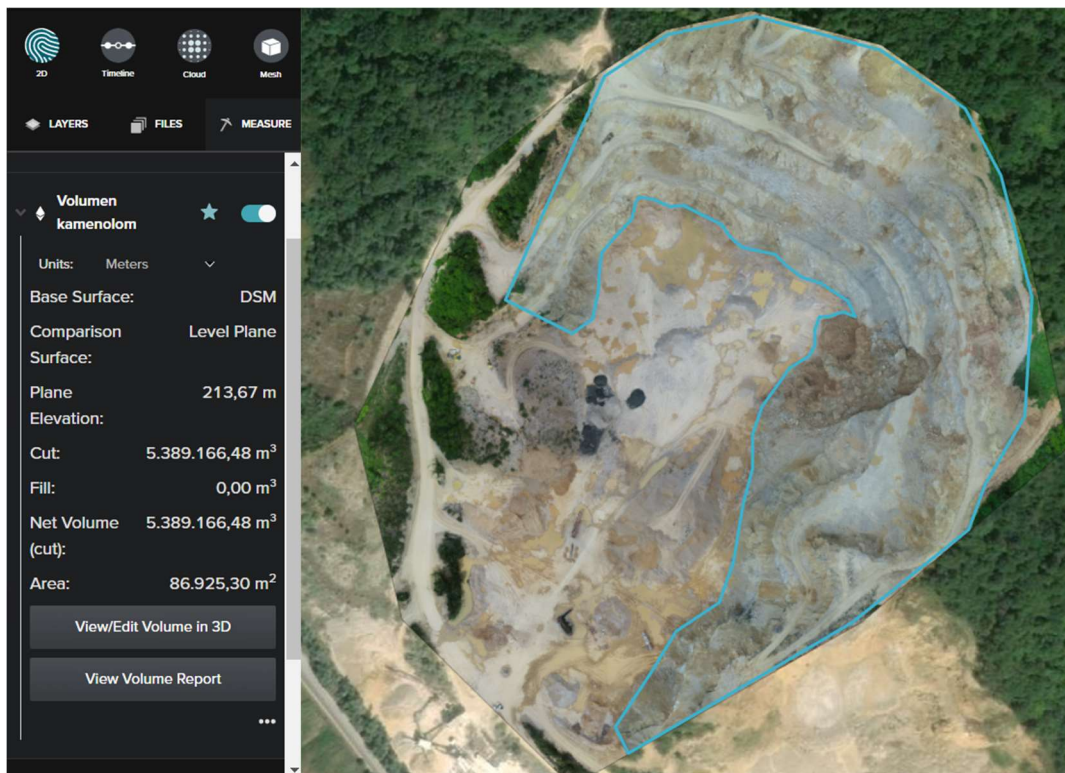 2D Timeline Cloud Mesh
LAYERS FILES MEASURE
Volumen
kamenolom
Units: Meters
Base Surface: DSM
Comparison Level Plane
Surface:
Plane 213,67 m
Elevation:
Cut: 5.389.166,48 m³
Fill: 0,00 m³
Net Volume 5.389.166,48 m³
(cut):
Area: 86.925,30 m²
View/Edit Volume in 3D
View Volume Report